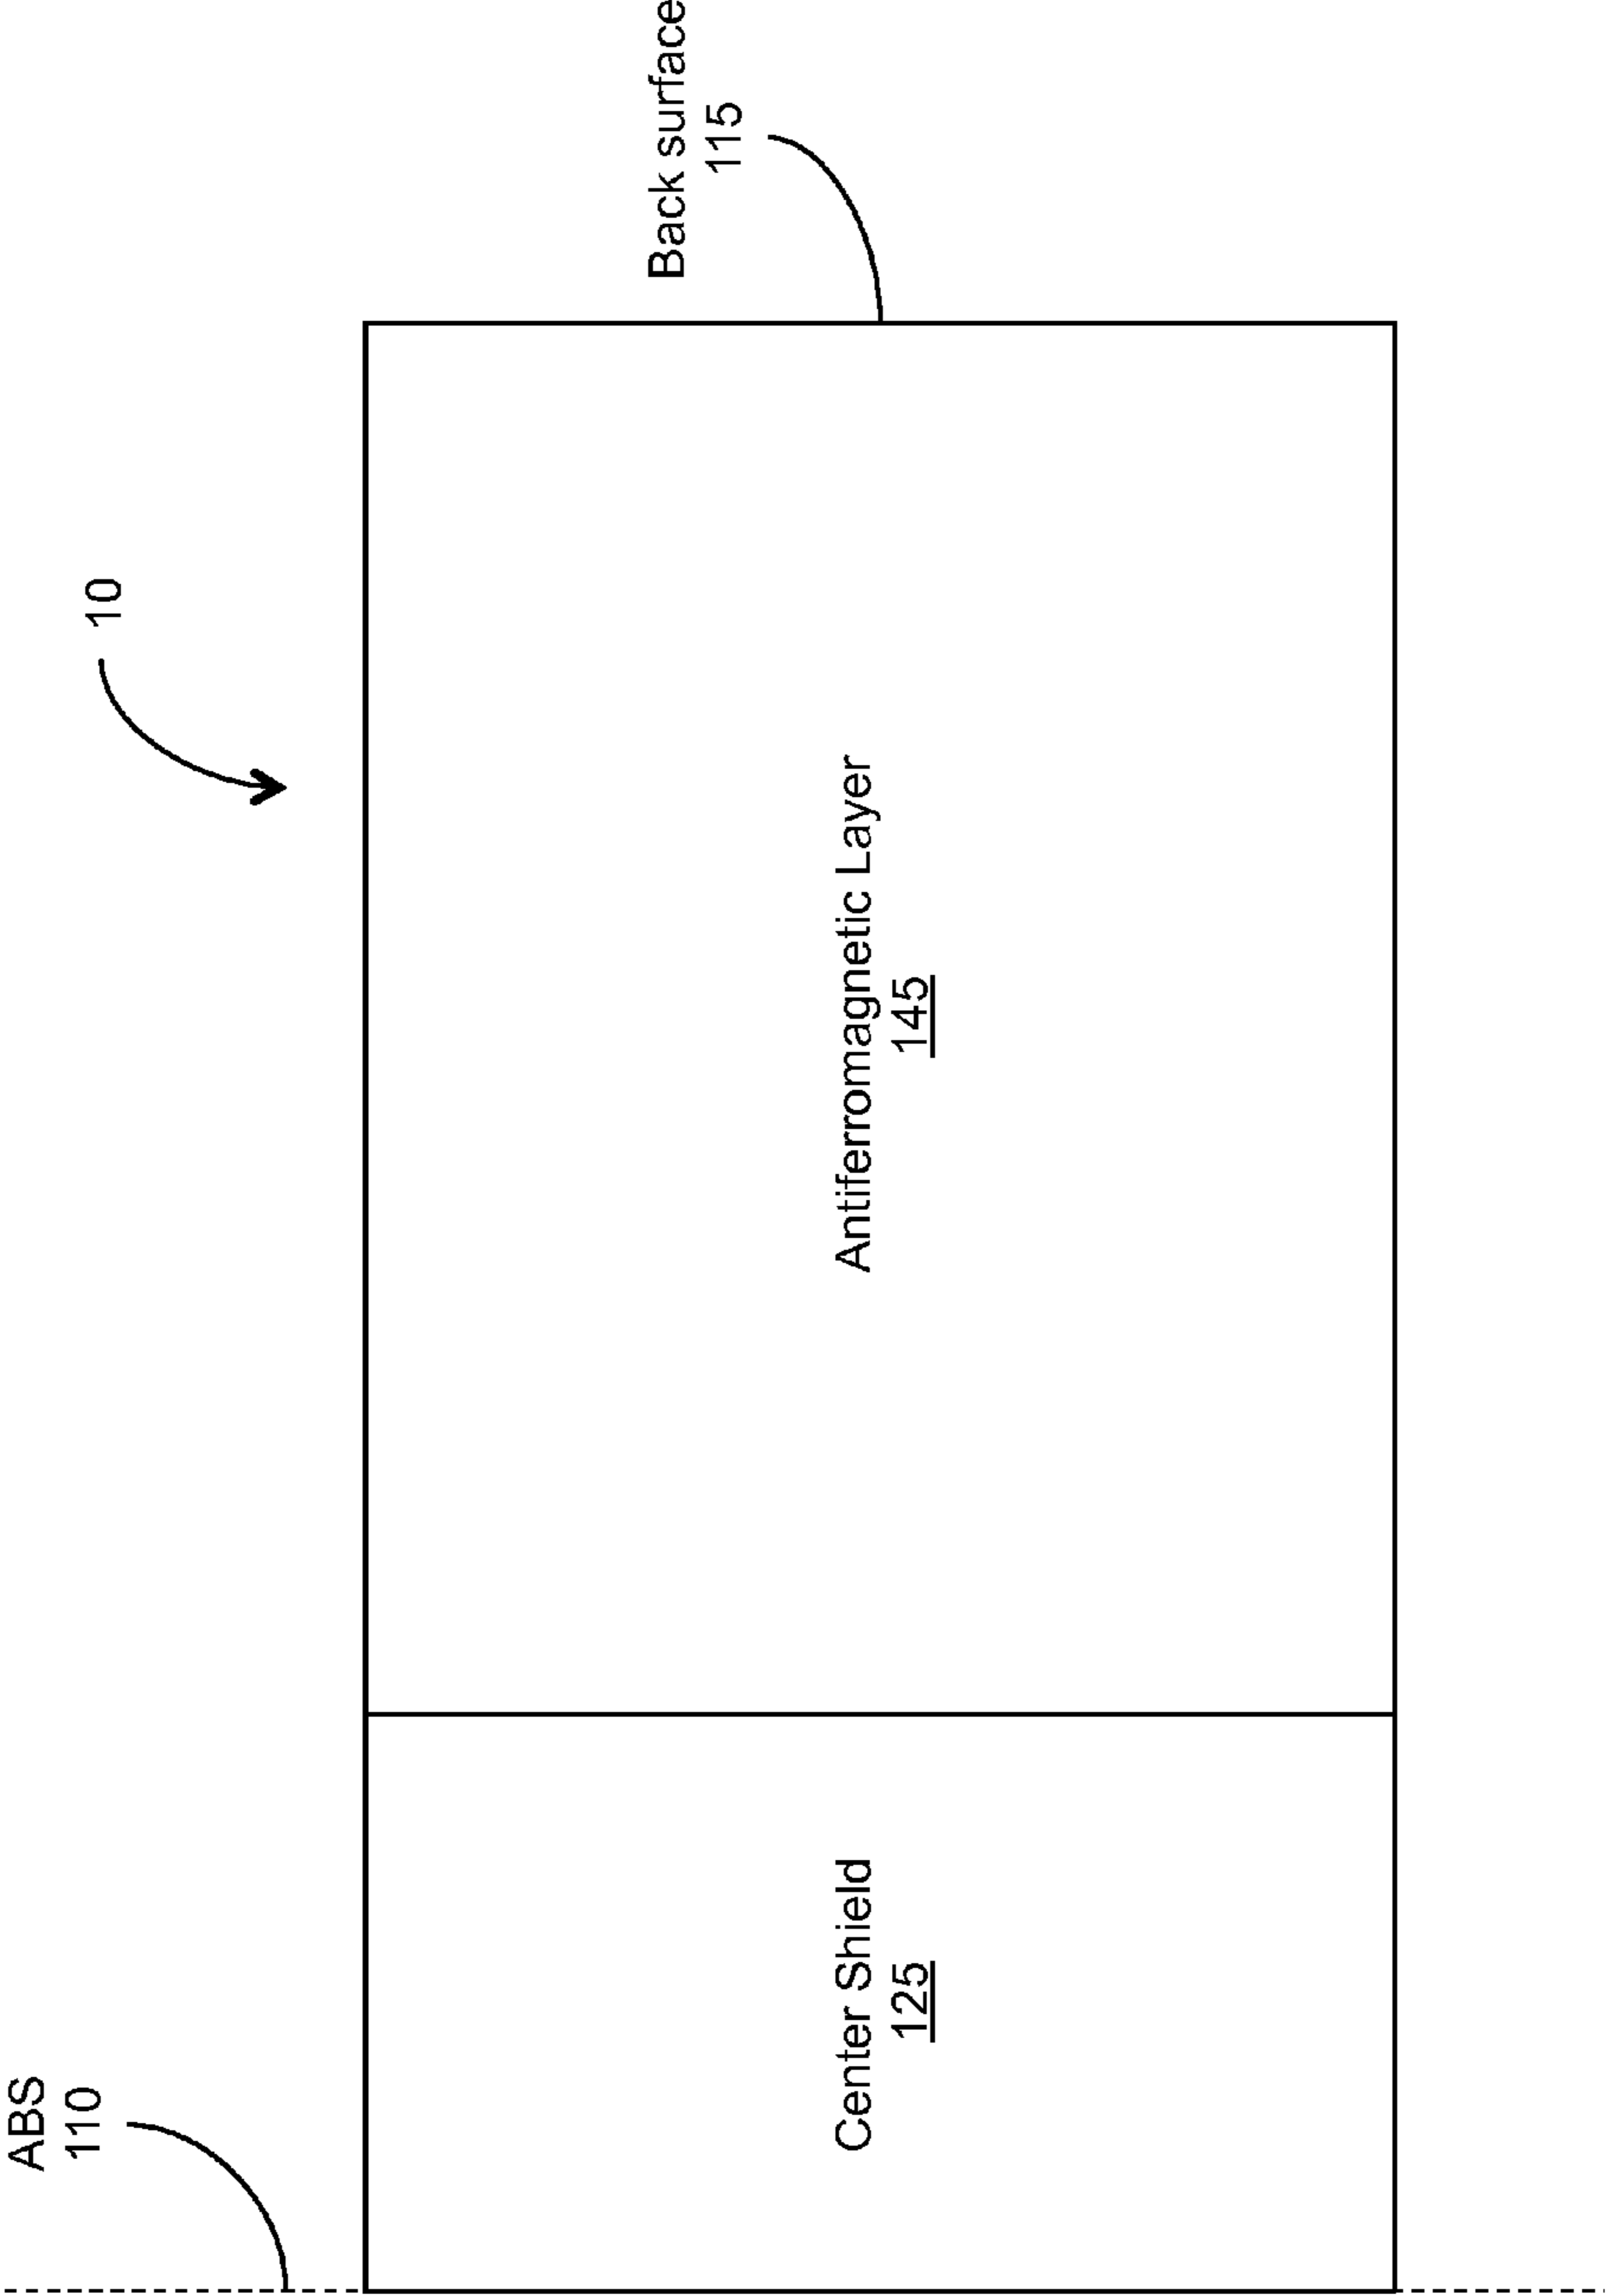 ABS
110
10
Back surface
115
Center Shield
125
Antiferromagnetic Layer
145